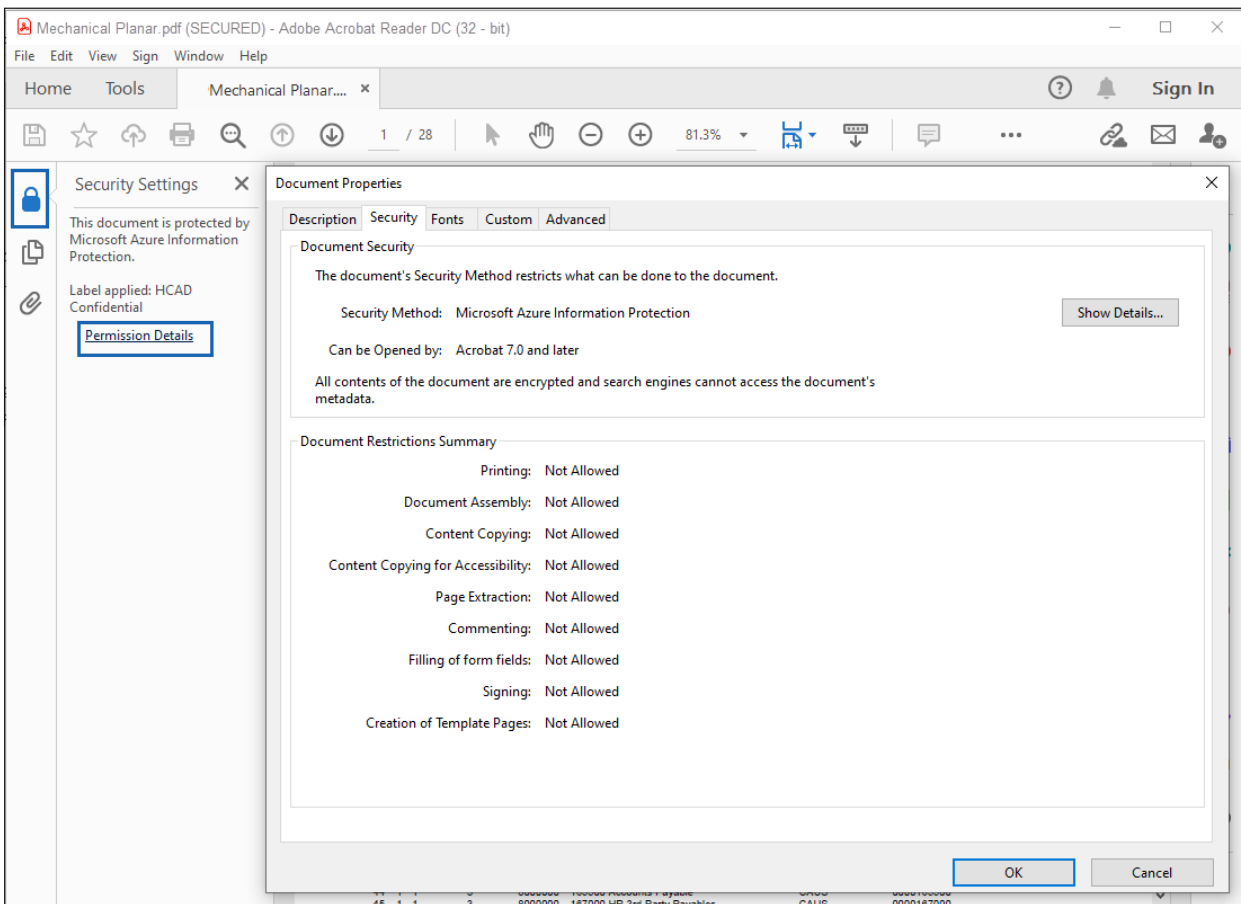 Mechanical Planar.pdf (SECURED) - Adobe Acrobat Reader DC (32 - bit)
File Edit View Sign Window Help
Home Tools Mechanical Planar.... × Sign In
1 / 28 81.3%
Security Settings
This document is protected by
Microsoft Azure Information
Protection.
Label applied: HCAD
Confidential
Permission Details
Document Properties
Description Security Fonts Custom Advanced
Document Security
The document's Security Method restricts what can be done to the document.
Security Method: Microsoft Azure Information Protection
Show Details...
Can be Opened by: Acrobat 7.0 and later
All contents of the document are encrypted and search engines cannot access the document's
metadata.
Document Restrictions Summary
Printing: Not Allowed
Document Assembly: Not Allowed
Content Copying: Not Allowed
Content Copying for Accessibility: Not Allowed
Page Extraction: Not Allowed
Commenting: Not Allowed
Filling of form fields: Not Allowed
Signing: Not Allowed
Creation of Template Pages: Not Allowed
OK Cancel